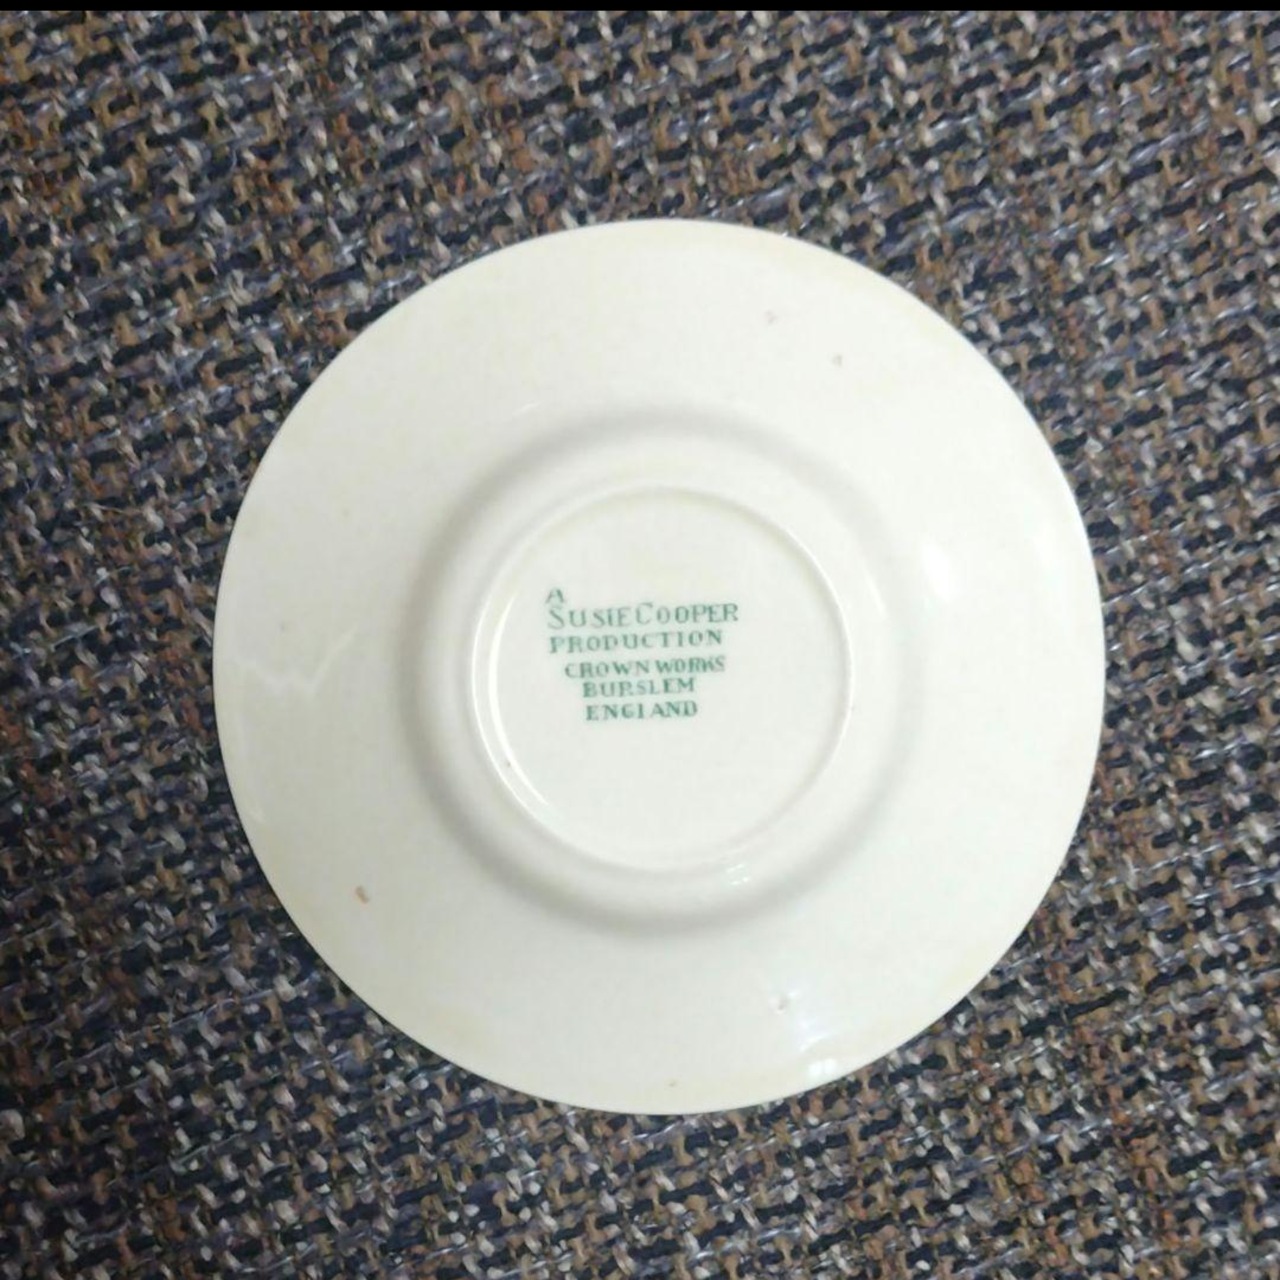 A
SUSIE COOPER
PRODUCTION
CROWN WORKS
BURSLEM
ENGLAND